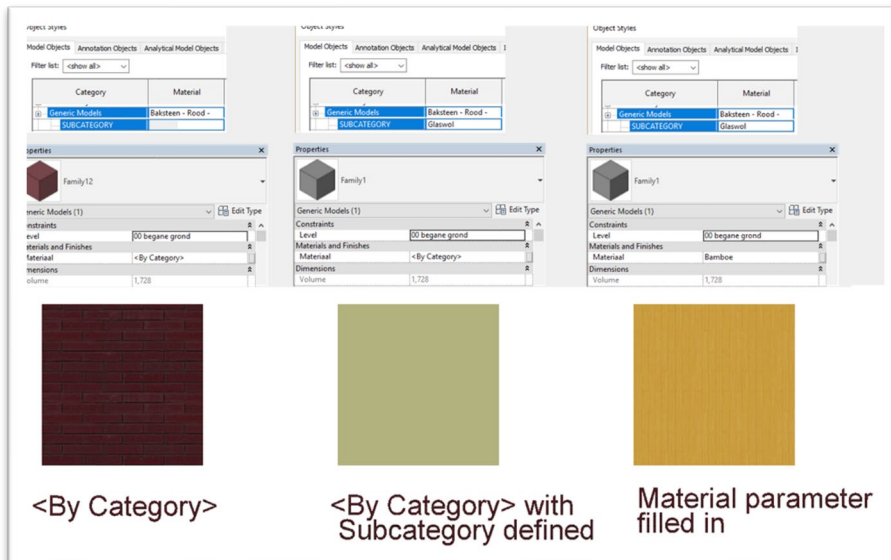 Object Styles
Model Objects Annotation Objects Analytical Model Objects
Filter list: <show all>
Category Material
Generic Models Baksteen - Rood -
SUBCATEGORY
Properties
Family12
Generic Models (1) Edit Type
Constraints
Level 00 begane grond
Materials and Finishes
Materiaal <By Category>
Dimensions
Volume 1,728
<By Category>
Object Styles
Model Objects Annotation Objects Analytical Model Objects
Filter list: <show all>
Category Material
Generic Models Baksteen - Rood -
SUBCATEGORY Glaswol
Properties
Family1
Generic Models (1) Edit Type
Constraints
Level 00 begane grond
Materials and Finishes
Materiaal <By Category>
Dimensions
Volume 1,728
<By Category> with
Subcategory defined
Object Styles
Model Objects Annotation Objects Analytical Model Objects
Filter list: <show all>
Category Material
Generic Models Baksteen - Rood -
SUBCATEGORY Glaswol
Properties
Family1
Generic Models (1) Edit Type
Constraints
Level 00 begane grond
Materials and Finishes
Materiaal Bamboe
Dimensions
Volume 1,728
Material parameter
filled in